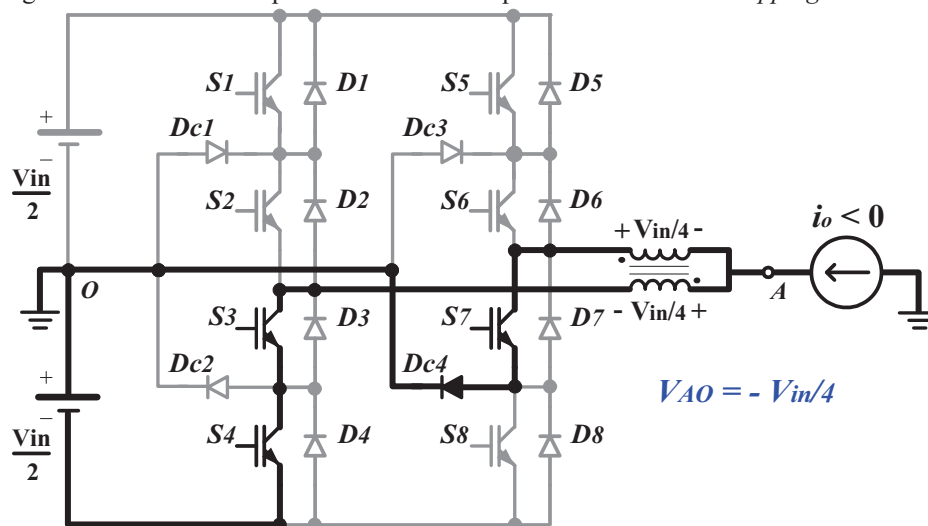 S1
D1
S5
D5
+
Dc1
Dc3
−
Vin
2
S2
D2
S6
D6
io < 0
+ Vin/4 -
O
A
- Vin/4 +
S3
D3
S7
D7
+
Dc2
Dc4
−
VAO = - Vin/4
Vin
2
S4
D4
S8
D8